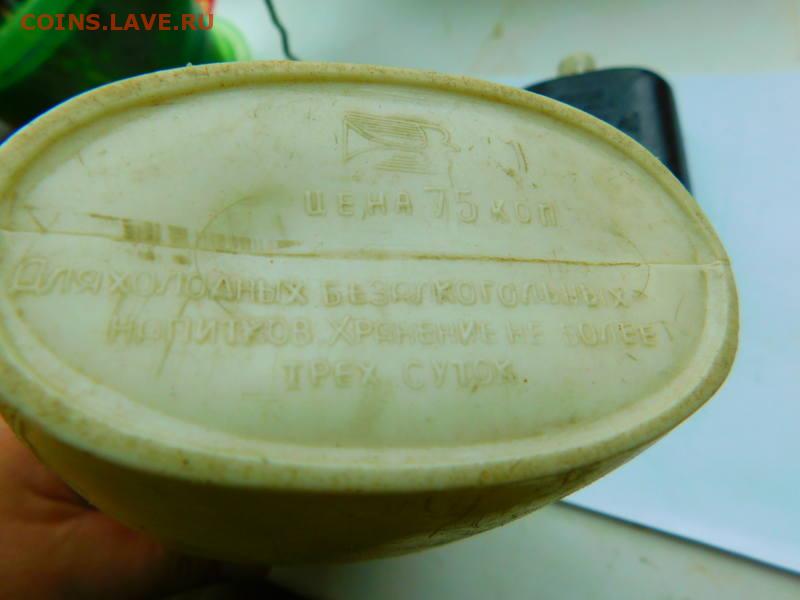 COINS.LAVE.RU
ЦЕНА 75 КОП
ДЛЯ ХОЛОДНЫХ БЕЗАЛКОГОЛЬНЫХ
НАПИТКОВ. ХРАНЕНИЕ НЕ БОЛЕЕ
ТРЕХ СУТОК